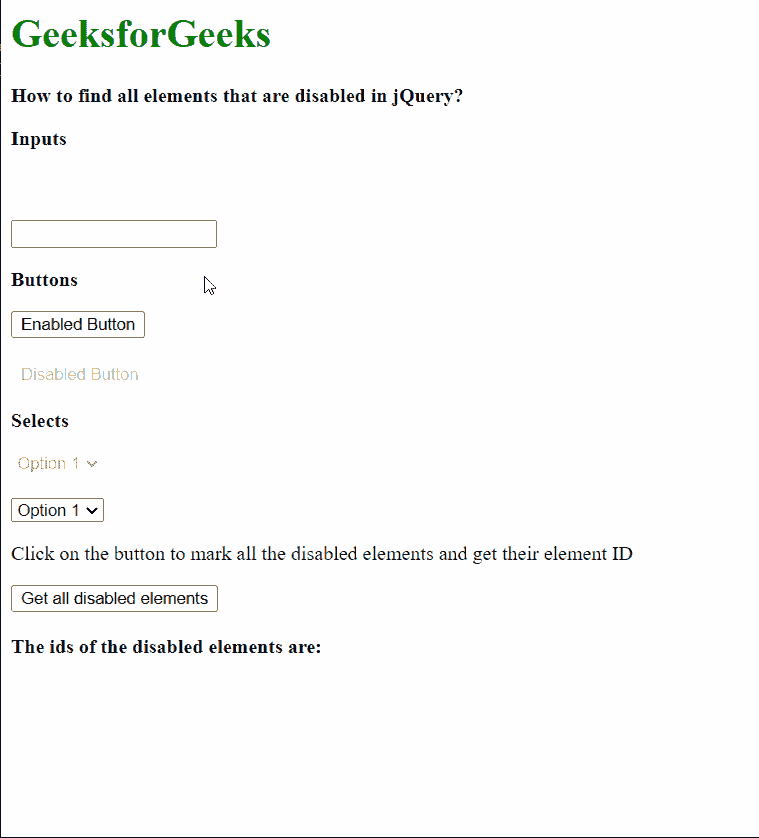 GeeksforGeeks
How to find all elements that are disabled in jQuery?
Inputs
Buttons
Enabled Button
Disabled Button
Selects
Option 1
Option 1
Click on the button to mark all the disabled elements and get their element ID
Get all disabled elements
The ids of the disabled elements are: